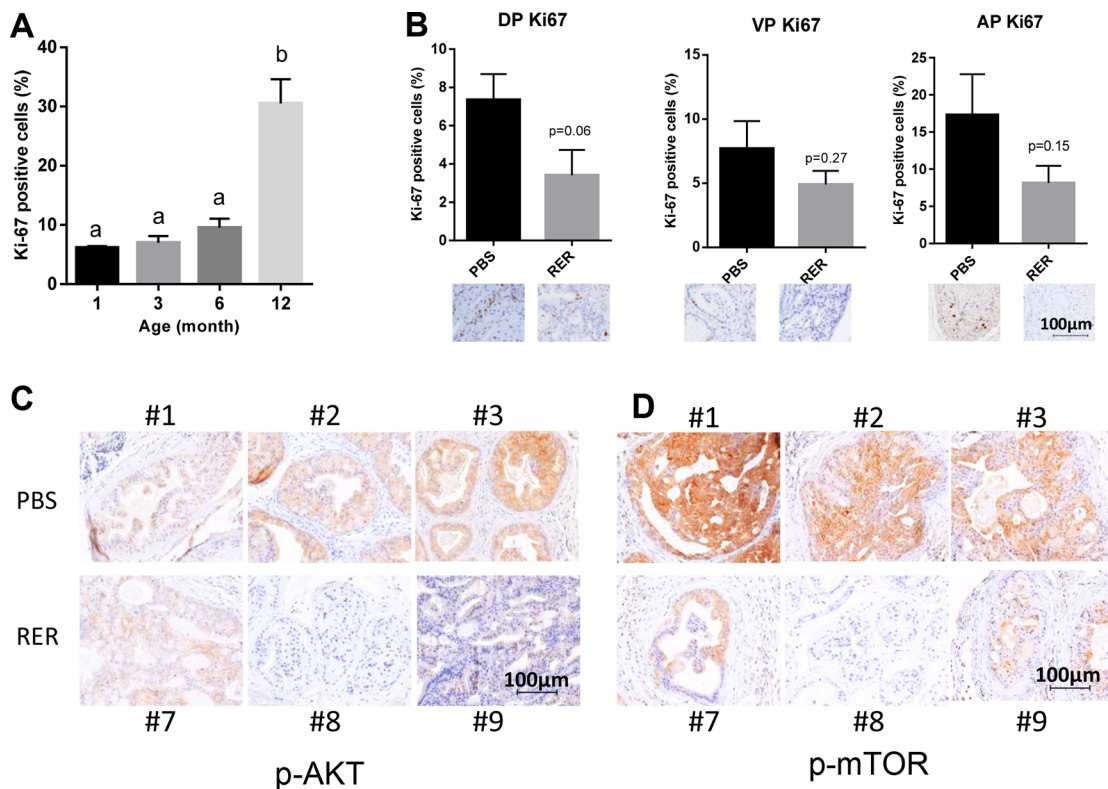 A
Ki-67 positive cells (%)
40
30
20
10
0
a
a
a
b
1 3 6 12
Age (month)
B
DP Ki67
Ki-67 positive cells (%)
10
8
6
4
2
0
p=0.06
PBS RER
VP Ki67
Ki-67 positive cells (%)
15
10
5
0
p=0.27
PBS RER
AP Ki67
Ki-67 positive cells (%)
25
20
15
10
5
0
p=0.15
PBS RER
100μm
C
#1 #2 #3
PBS
RER
100μm
#7 #8 #9
p-AKT
D
#1 #2 #3
100μm
#7 #8 #9
p-mTOR